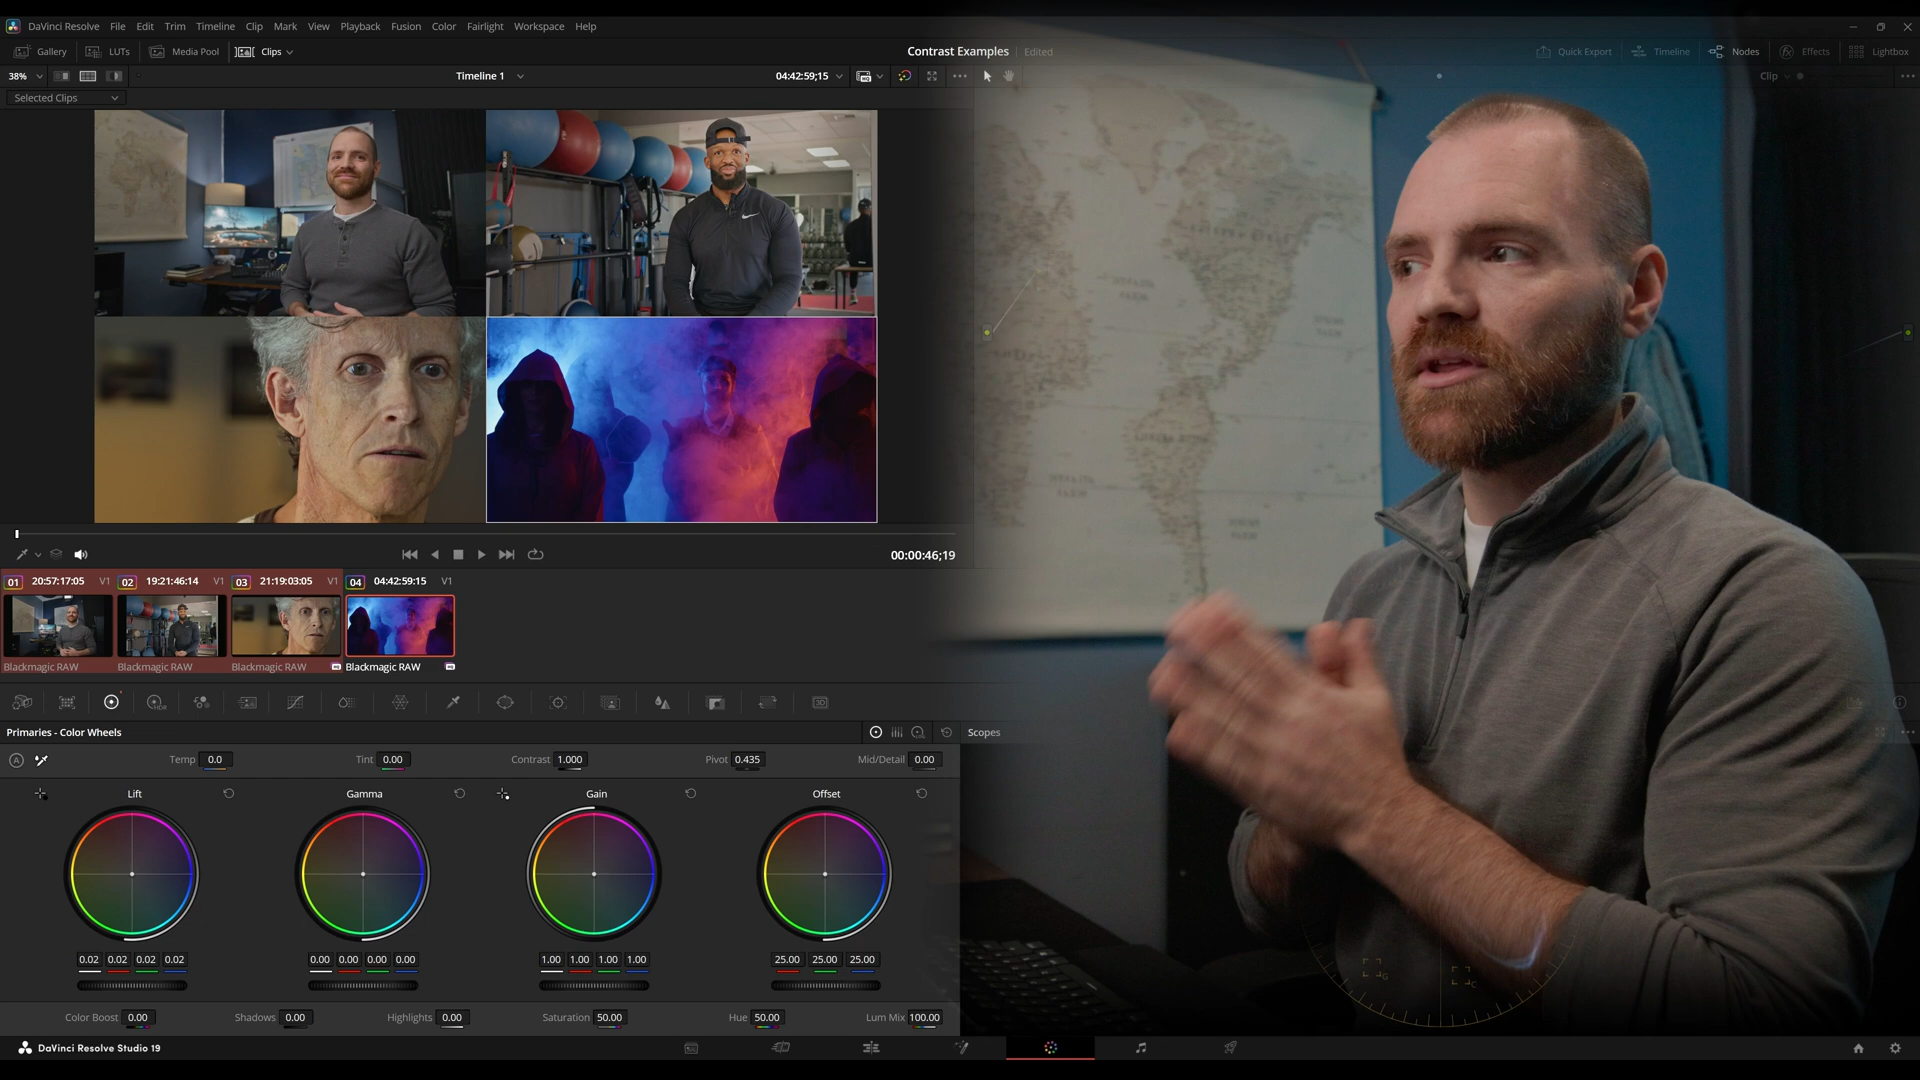 DaVinci Resolve File Edit Trim Timeline Clip Mark View Playback Fusion Color Fairlight Workspace Help
Gallery LUTs Media Pool Clips Contrast Examples Edited Quick Export Timeline Nodes Effects Lightbox
38% Timeline 1 04:42:59;15 Clip
Selected Clips
00:00:46;19
01 20:57:17:05 V1 02 19:21:46:14 V1 03 21:19:03:05 V1 04 04:42:59:15 V1
Blackmagic RAW Blackmagic RAW Blackmagic RAW Blackmagic RAW
Primaries - Color Wheels Scopes
Temp 0.0 Tint 0.00 Contrast 1.000 Pivot 0.435 Mid/Detail 0.00
Lift Gamma Gain Offset
0.02 0.02 0.02 0.02 0.00 0.00 0.00 0.00 1.00 1.00 1.00 1.00 25.00 25.00 25.00
Color Boost 0.00 Shadows 0.00 Highlights 0.00 Saturation 50.00 Hue 50.00 Lum Mix 100.00
DaVinci Resolve Studio 19